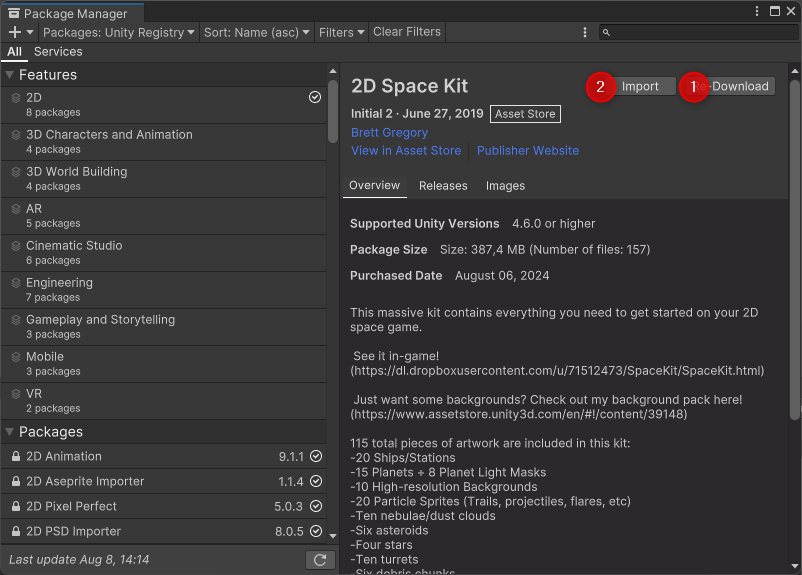 Package Manager
Packages: Unity Registry
Sort: Name (asc)
Filters
Clear Filters
All
Services
Features
2D
8 packages
3D Characters and Animation
4 packages
3D World Building
4 packages
AR
5 packages
Cinematic Studio
6 packages
Engineering
7 packages
Gameplay and Storytelling
3 packages
Mobile
3 packages
VR
2 packages
Packages
2D Animation 9.1.1
2D Aseprite Importer 1.1.4
2D Pixel Perfect 5.0.3
2D PSD Importer 8.0.5
Last update Aug 8, 14:14
2D Space Kit
2 Import
1 Re-Download
Initial 2 · June 27, 2019 Asset Store
Brett Gregory
View in Asset Store Publisher Website
Overview Releases Images
Supported Unity Versions 4.6.0 or higher
Package Size Size: 387,4 MB (Number of files: 157)
Purchased Date August 06, 2024
This massive kit contains everything you need to get started on your 2D
space game.
See it in-game!
(https://dl.dropboxusercontent.com/u/71512473/SpaceKit/SpaceKit.html)
Just want some backgrounds? Check out my background pack here!
(https://www.assetstore.unity3d.com/en/#!/content/39148)
115 total pieces of artwork are included in this kit:
-20 Ships/Stations
-15 Planets + 8 Planet Light Masks
-10 High-resolution Backgrounds
-20 Particle Sprites (Trails, projectiles, flares, etc)
-Ten nebulae/dust clouds
-Six asteroids
-Four stars
-Ten turrets
-Six debris chunks